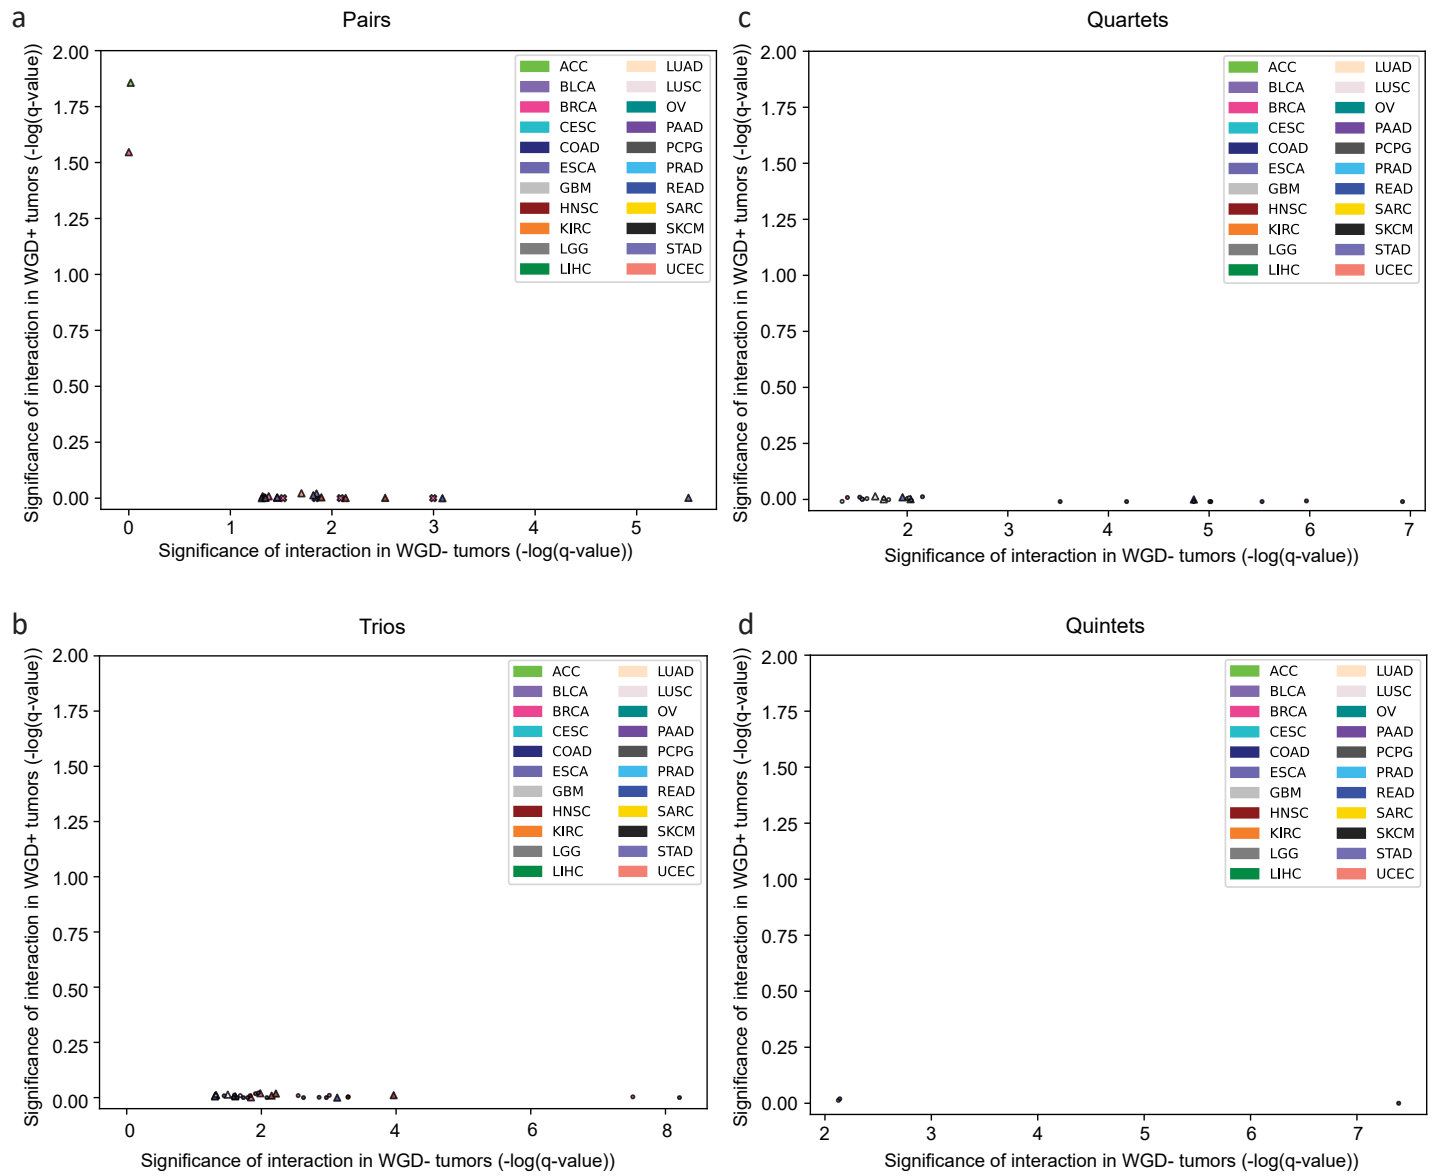 a
Pairs
Significance of interaction in WGD+ tumors (-log(q-value))
2.00
1.75
1.50
1.25
1.00
0.75
0.50
0.25
0.00
ACC LUAD
BLCA LUSC
BRCA OV
CESC PAAD
COAD PCPG
ESCA PRAD
GBM READ
HNSC SARC
KIRC SKCM
LGG STAD
LIHC UCEC
0 1 2 3 4 5
Significance of interaction in WGD- tumors (-log(q-value))
c
Quartets
Significance of interaction in WGD+ tumors (-log(q-value))
2.00
1.75
1.50
1.25
1.00
0.75
0.50
0.25
0.00
ACC LUAD
BLCA LUSC
BRCA OV
CESC PAAD
COAD PCPG
ESCA PRAD
GBM READ
HNSC SARC
KIRC SKCM
LGG STAD
LIHC UCEC
2 3 4 5 6 7
Significance of interaction in WGD- tumors (-log(q-value))
b
Trios
Significance of interaction in WGD+ tumors (-log(q-value))
2.00
1.75
1.50
1.25
1.00
0.75
0.50
0.25
0.00
ACC LUAD
BLCA LUSC
BRCA OV
CESC PAAD
COAD PCPG
ESCA PRAD
GBM READ
HNSC SARC
KIRC SKCM
LGG STAD
LIHC UCEC
0 2 4 6 8
Significance of interaction in WGD- tumors (-log(q-value))
d
Quintets
Significance of interaction in WGD+ tumors (-log(q-value))
2.00
1.75
1.50
1.25
1.00
0.75
0.50
0.25
0.00
ACC LUAD
BLCA LUSC
BRCA OV
CESC PAAD
COAD PCPG
ESCA PRAD
GBM READ
HNSC SARC
KIRC SKCM
LGG STAD
LIHC UCEC
2 3 4 5 6 7
Significance of interaction in WGD- tumors (-log(q-value))